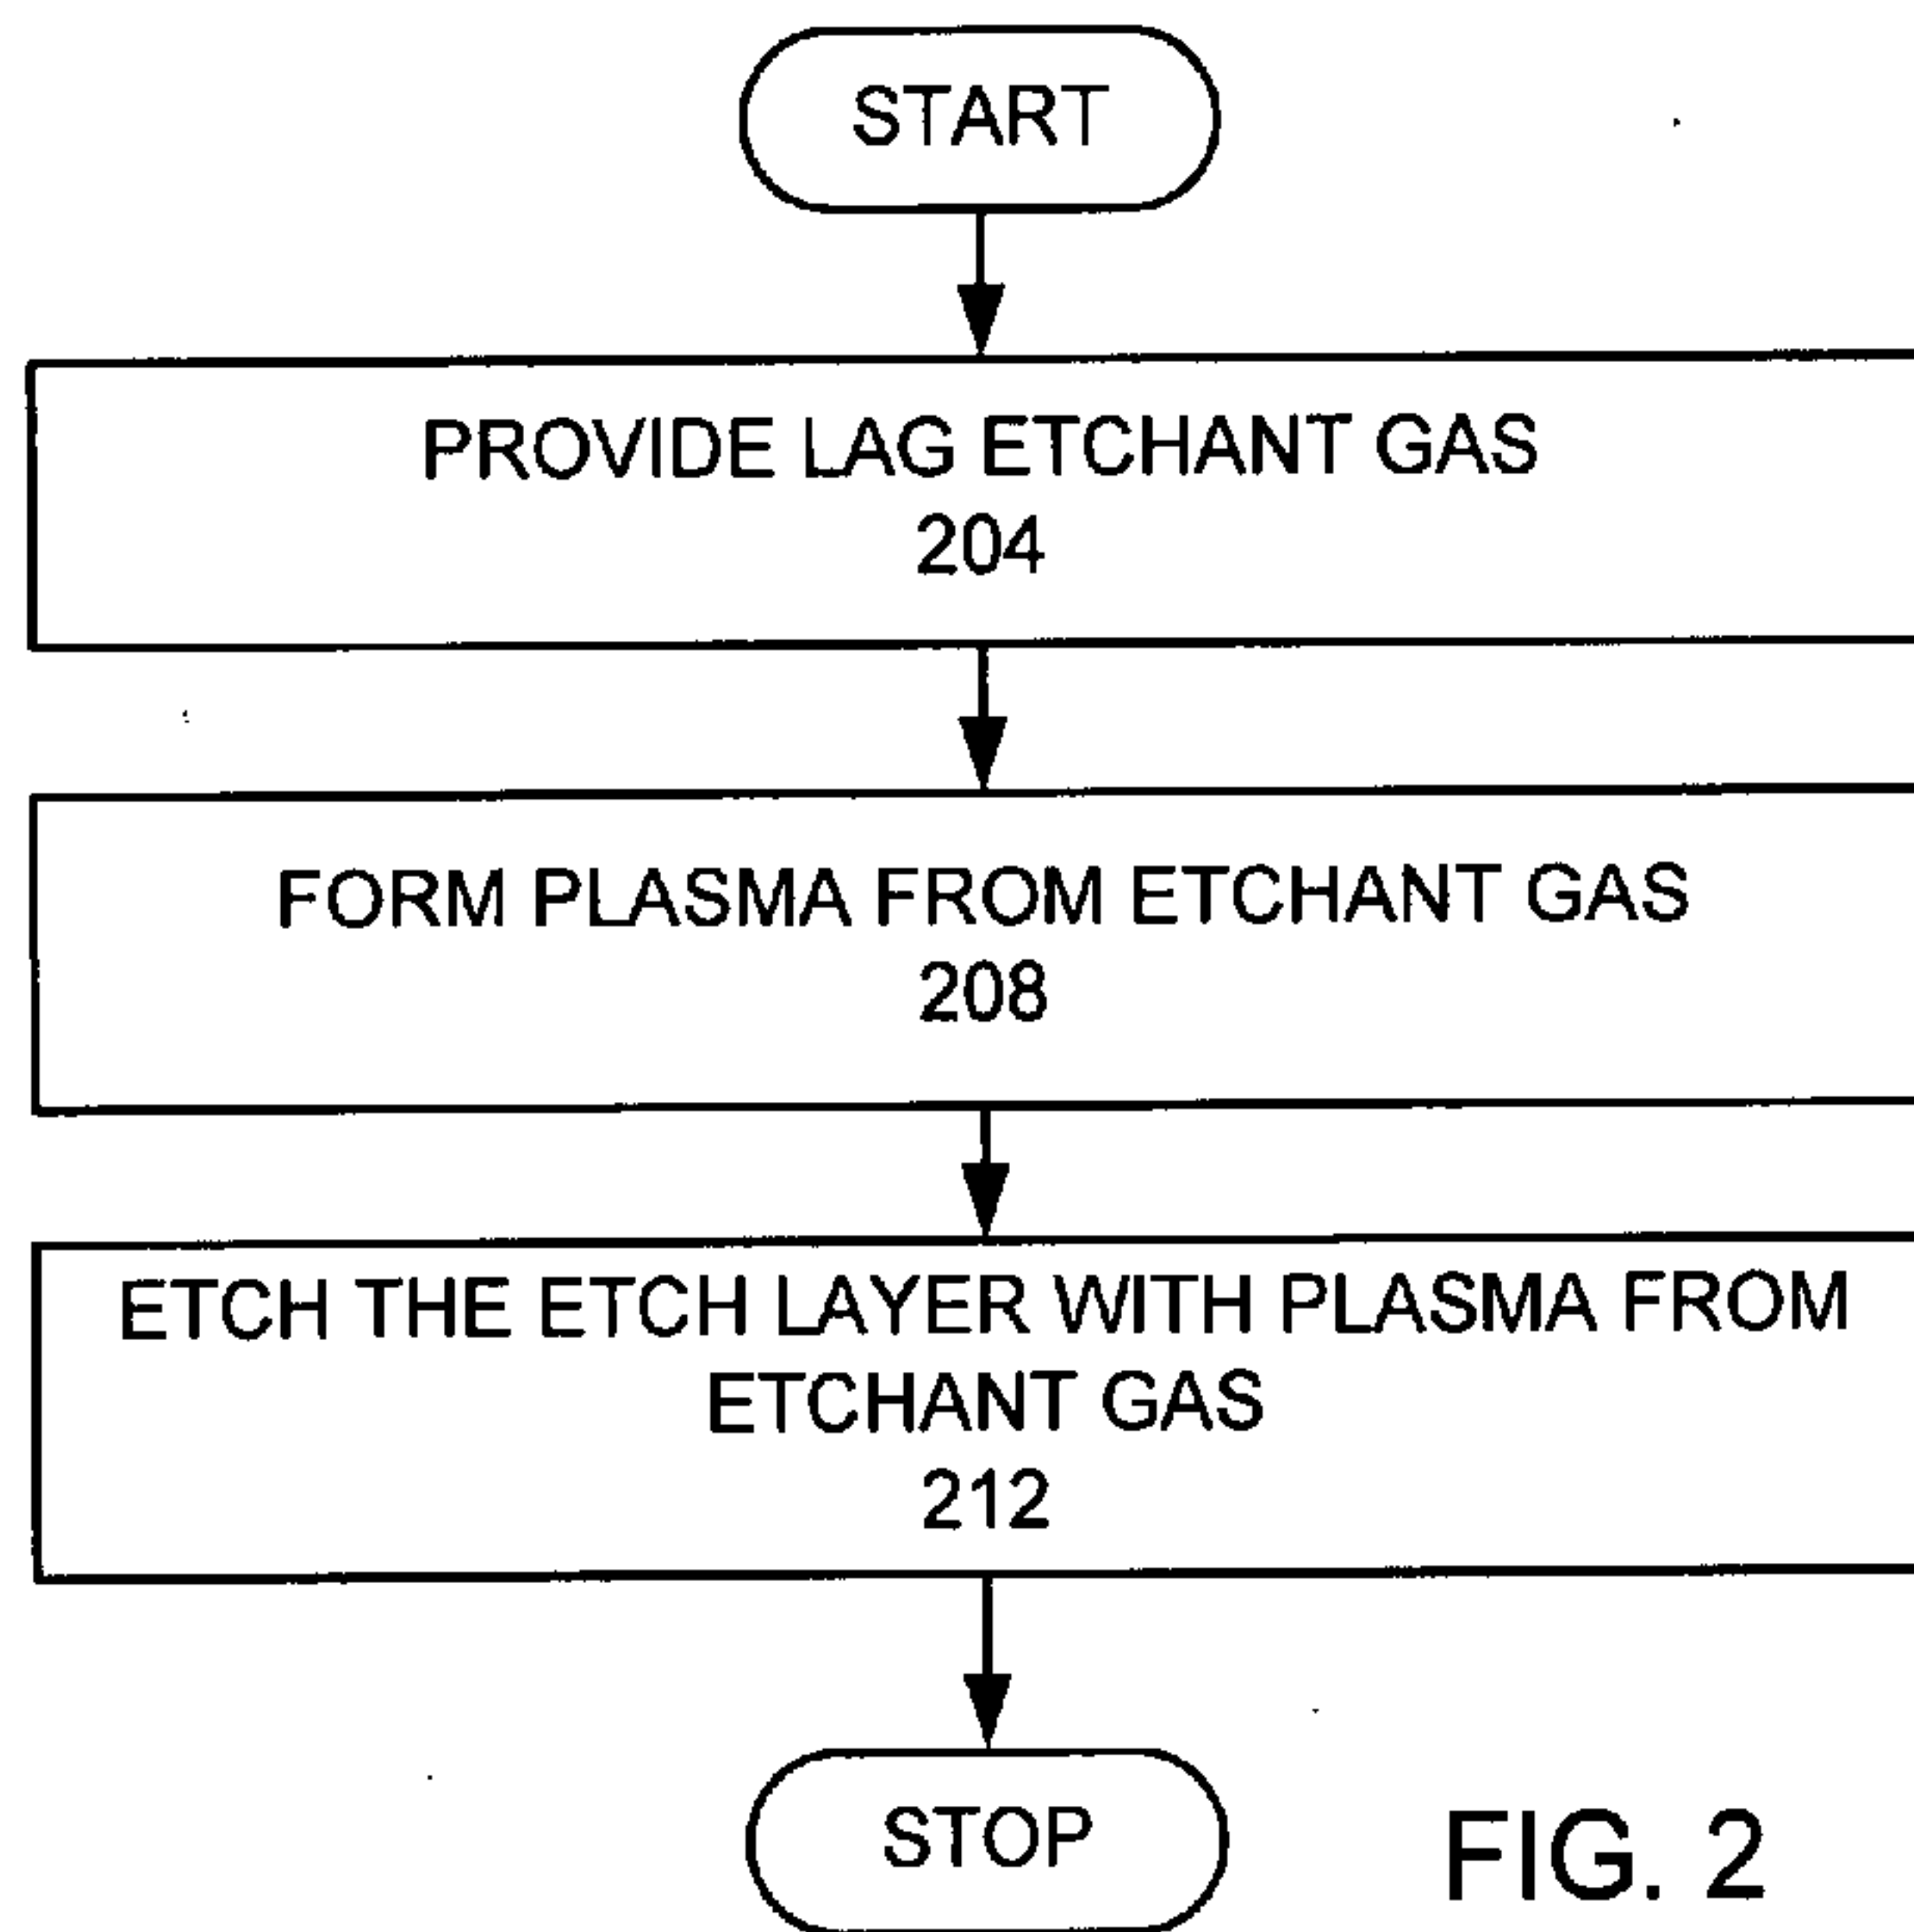 START
PROVIDE LAG ETCHANT GAS
204
FORM PLASMA FROM ETCHANT GAS
208
ETCH THE ETCH LAYER WITH PLASMA FROM
ETCHANT GAS
212
STOP
FIG. 2